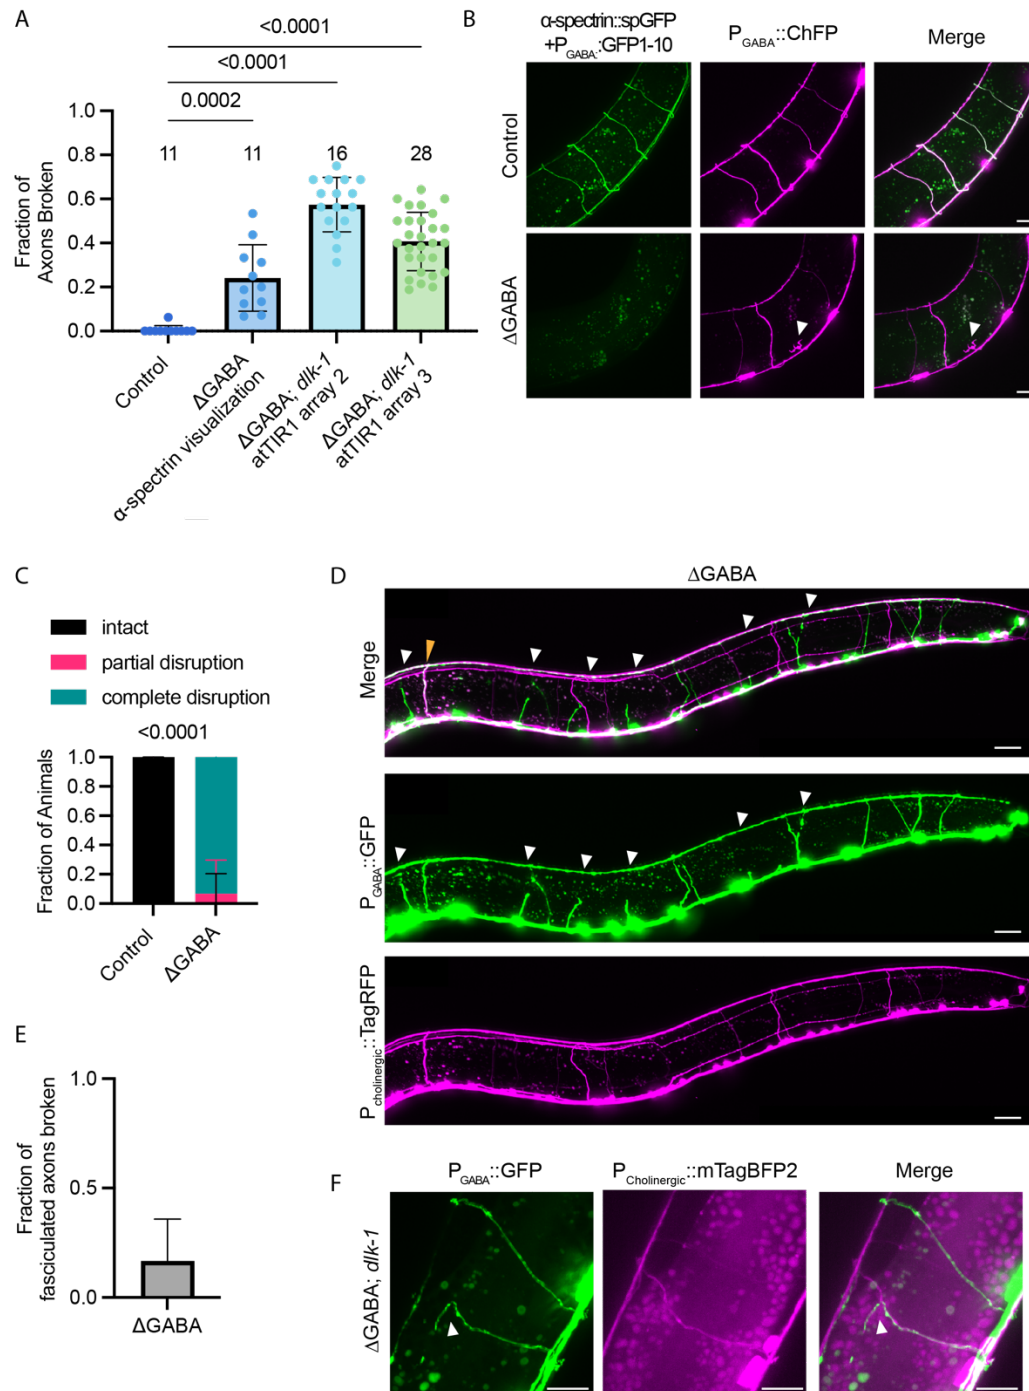 A
<0.0001
<0.0001
0.0002
1.0
0.8
0.6
0.4
0.2
0.0
11
11
16
28
Fraction of
Axons Broken
Control
ΔGABA
α-spectrin visualization
ΔGABA; dlk-1
atTIR1 array 2
ΔGABA; dlk-1
atTIR1 array 3
B
α-spectrin::spGFP
+PGABA::GFP1-10
PGABA::ChFP
Merge
Control
ΔGABA
C
intact
partial disruption
complete disruption
<0.0001
1.0
0.8
0.6
0.4
0.2
0.0
Fraction of Animals
Control
ΔGABA
D
ΔGABA
Merge
PGABA::GFP
Pcholinergic::TagRFP
E
1.0
0.5
0.0
Fraction of
fasciculated axons broken
ΔGABA
F
PGABA::GFP
PCholinergic::mTagBFP2
Merge
ΔGABA; dlk-1